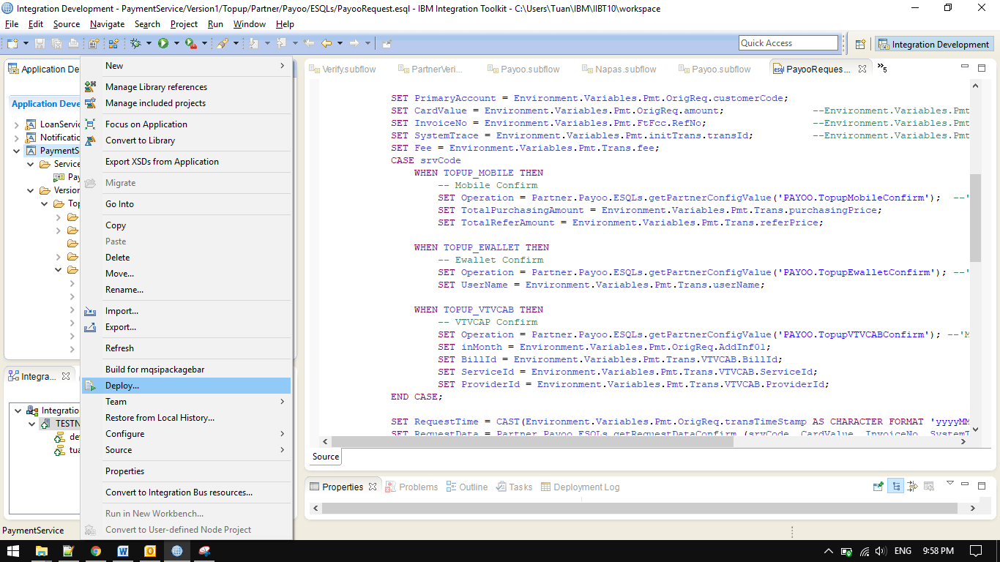 Integration Development - PaymentService/Version1/Topup/Partner/Payoo/ESQLs/PayooRequest.esql - IBM Integration Toolkit - C:\Users\Tuan\IBM\IIBT10\workspace
File Edit Source Navigate Search Project Run Window Help
Quick Access
Integration Development
Application De
Application Deve
LoanServic
Notificatio
PaymentS
Service
Pay
Version
Top
New
Manage Library references
Manage included projects
Focus on Application
Convert to Library
Export XSDs from Application
Migrate
Go Into
Copy
Paste
Delete
Move...
Rename...
Import...
Export...
Refresh
Build for mqsipackagebar
Deploy...
Team
Restore from Local History...
Configure
Source
Properties
Convert to Integration Bus resources...
Run in New Workbench...
Convert to User-defined Node Project
Integra...
Integration
TESTN
de
tua
PaymentService
Verify.subflow PartnerVeri... Payoo.subflow Napas.subflow Payoo.subflow PayooReques... »5
SET PrimaryAccount = Environment.Variables.Pmt.OrigReq.customerCode;
SET CardValue = Environment.Variables.Pmt.OrigReq.amount; --Environment.Variables.Pmt
SET InvoiceNo = Environment.Variables.Pmt.FtFcc.RefNo; --Environment.Variables.Pmt
SET SystemTrace = Environment.Variables.Pmt.initTrans.transId; --Environment.Variables.Pmt
SET Fee = Environment.Variables.Pmt.Trans.fee;
CASE srvCode
WHEN TOPUP_MOBILE THEN
-- Mobile Confirm
SET Operation = Partner.Payoo.ESQLs.getPartnerConfigValue('PAYOO.TopupMobileConfirm'); --'
SET TotalPurchasingAmount = Environment.Variables.Pmt.Trans.purchasingPrice;
SET TotalReferAmount = Environment.Variables.Pmt.Trans.referPrice;
WHEN TOPUP_EWALLET THEN
-- Ewallet Confirm
SET Operation = Partner.Payoo.ESQLs.getPartnerConfigValue('PAYOO.TopupEwalletConfirm'); --'
SET UserName = Environment.Variables.Pmt.Trans.userName;
WHEN TOPUP_VTVCAB THEN
-- VTVCAP Confirm
SET Operation = Partner.Payoo.ESQLs.getPartnerConfigValue('PAYOO.TopupVTVCABConfirm'); --'M
SET inMonth = Environment.Variables.Pmt.OrigReq.AddInf01;
SET BillId = Environment.Variables.Pmt.Trans.VTVCAB.BillId;
SET ServiceId = Environment.Variables.Pmt.Trans.VTVCAB.ServiceId;
SET ProviderId = Environment.Variables.Pmt.Trans.VTVCAB.ProviderId;
END CASE;
SET RequestTime = CAST(Environment.Variables.Pmt.OrigReq.transTimeStamp AS CHARACTER FORMAT 'yyyyMM
SET RequestData = Partner.Payoo.ESQLs.getRequestDataConfirm (srvCode, CardValue, InvoiceNo, SystemT
Source
Properties Problems Outline Tasks Deployment Log
ENG 9:58 PM